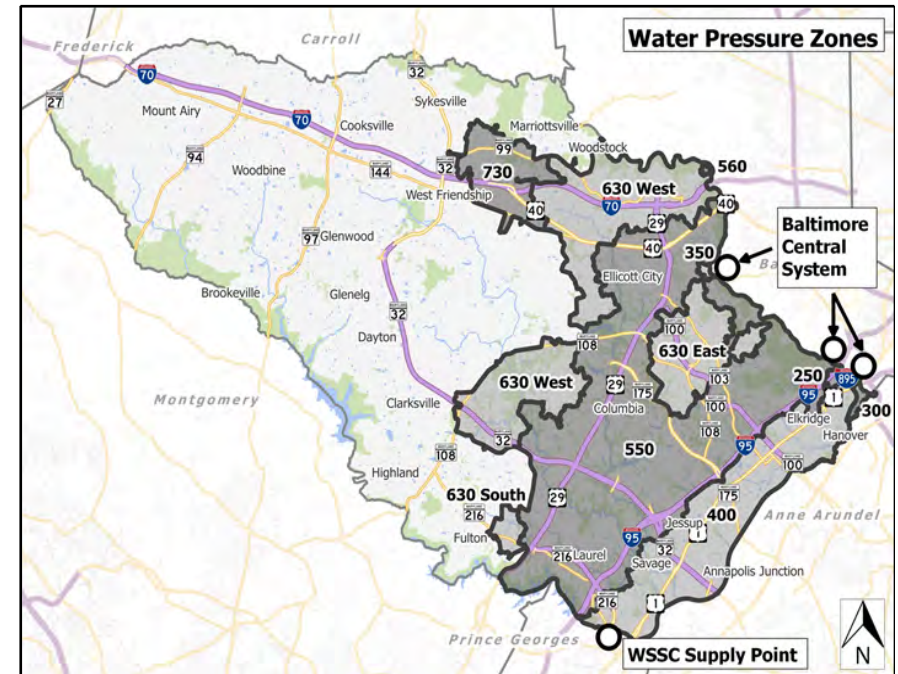 Water Pressure Zones
Frederick
Carroll
70
32
27
Mount Airy
70
Sykesville
Cooksville
Marriottsville
99
Woodstock
94
144
32
730
560
Woodbine
630 West
West Friendship
70
40
40
29
Baltimore
Central
System
97
Glenwood
40
350
Ba
Ellicott City
Brookeville
Glenelg
32
100
Dayton
108
630 East
630 West
250
895
29
175
103
95
1
300
Montgomery
Clarksville
Columbia
100
Elkridge
108
Hanover
32
550
95
108
100
Highland
630 South
29
175
216
400
Anne Arundel
Jessup
1
Fulton
95
32
216
Laurel
Savage
Annapolis Junction
216
1
Prince Georges
WSSC Supply Point
N